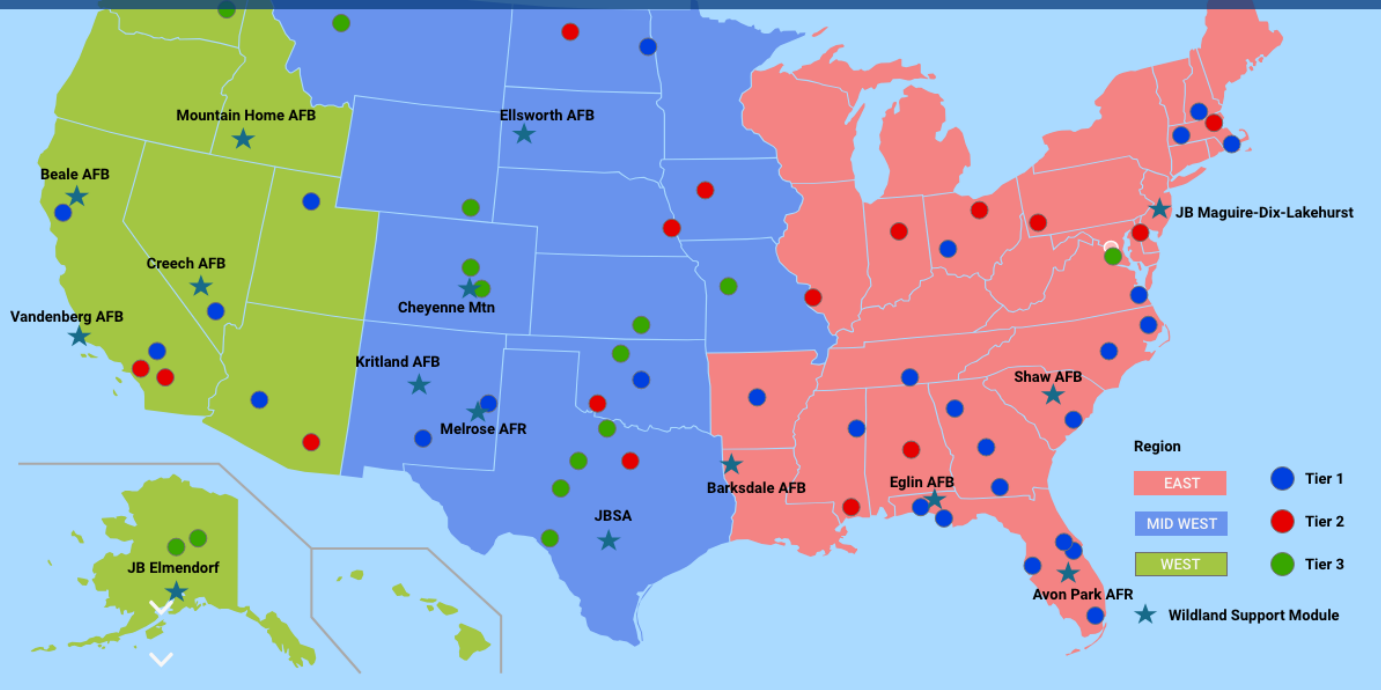 Mountain Home AFB
Ellsworth AFB
Beale AFB
JB Maguire-Dix-Lakehurst
Creech AFB
Cheyenne Mtn
Vandenberg AFB
Kritland AFB
Shaw AFB
Melrose AFR
Region
EAST
Tier 1
Barksdale AFB
Eglin AFB
JBSA
MID WEST
Tier 2
JB Elmendorf
WEST
Tier 3
Avon Park AFR
Wildland Support Module